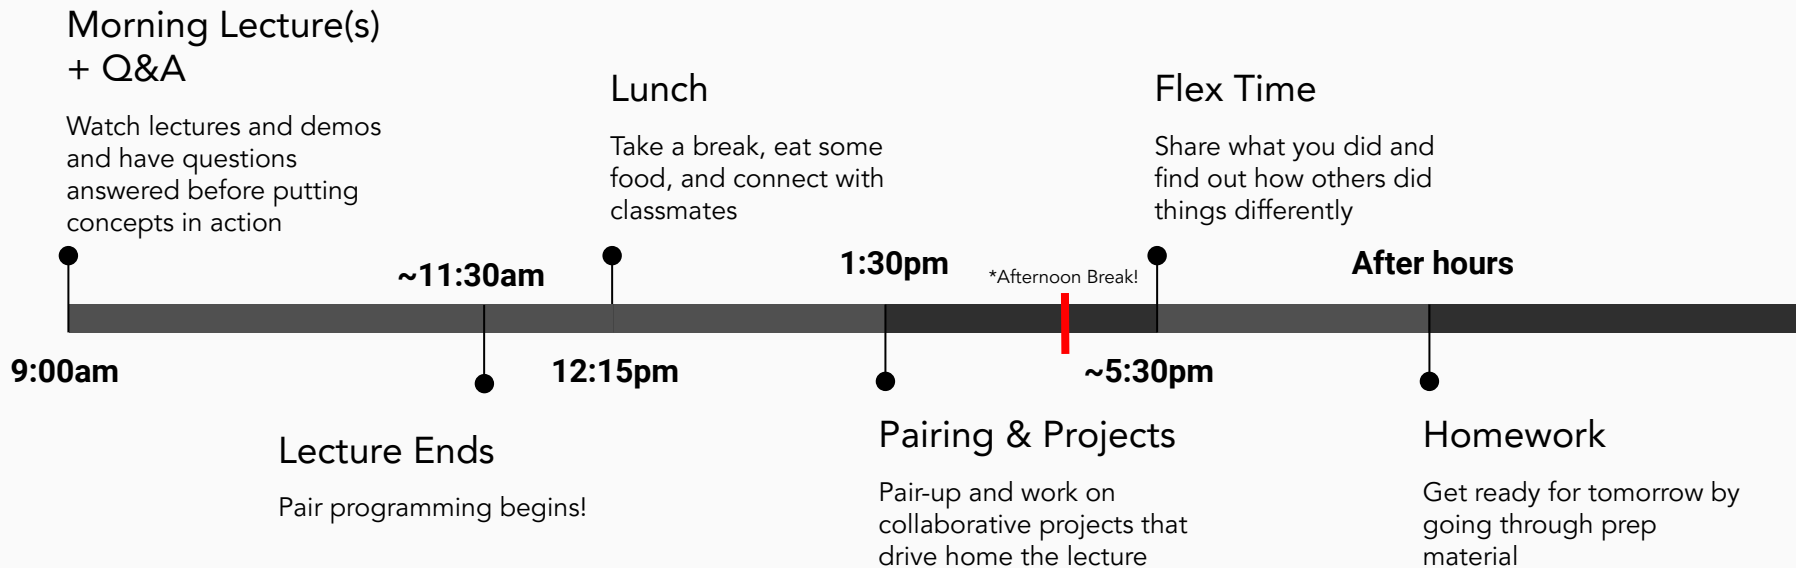 Morning Lecture(s)
+ Q&A
Watch lectures and demos
and have questions
answered before putting
concepts in action
Lunch
Take a break, eat some
food, and connect with
classmates
Flex Time
Share what you did and
find out how others did
things differently
~11:30am
1:30pm
*Afternoon Break!
After hours
9:00am
12:15pm
~5:30pm
Lecture Ends
Pair programming begins!
Pairing & Projects
Pair-up and work on
collaborative projects that
drive home the lecture
Homework
Get ready for tomorrow by
going through prep
material